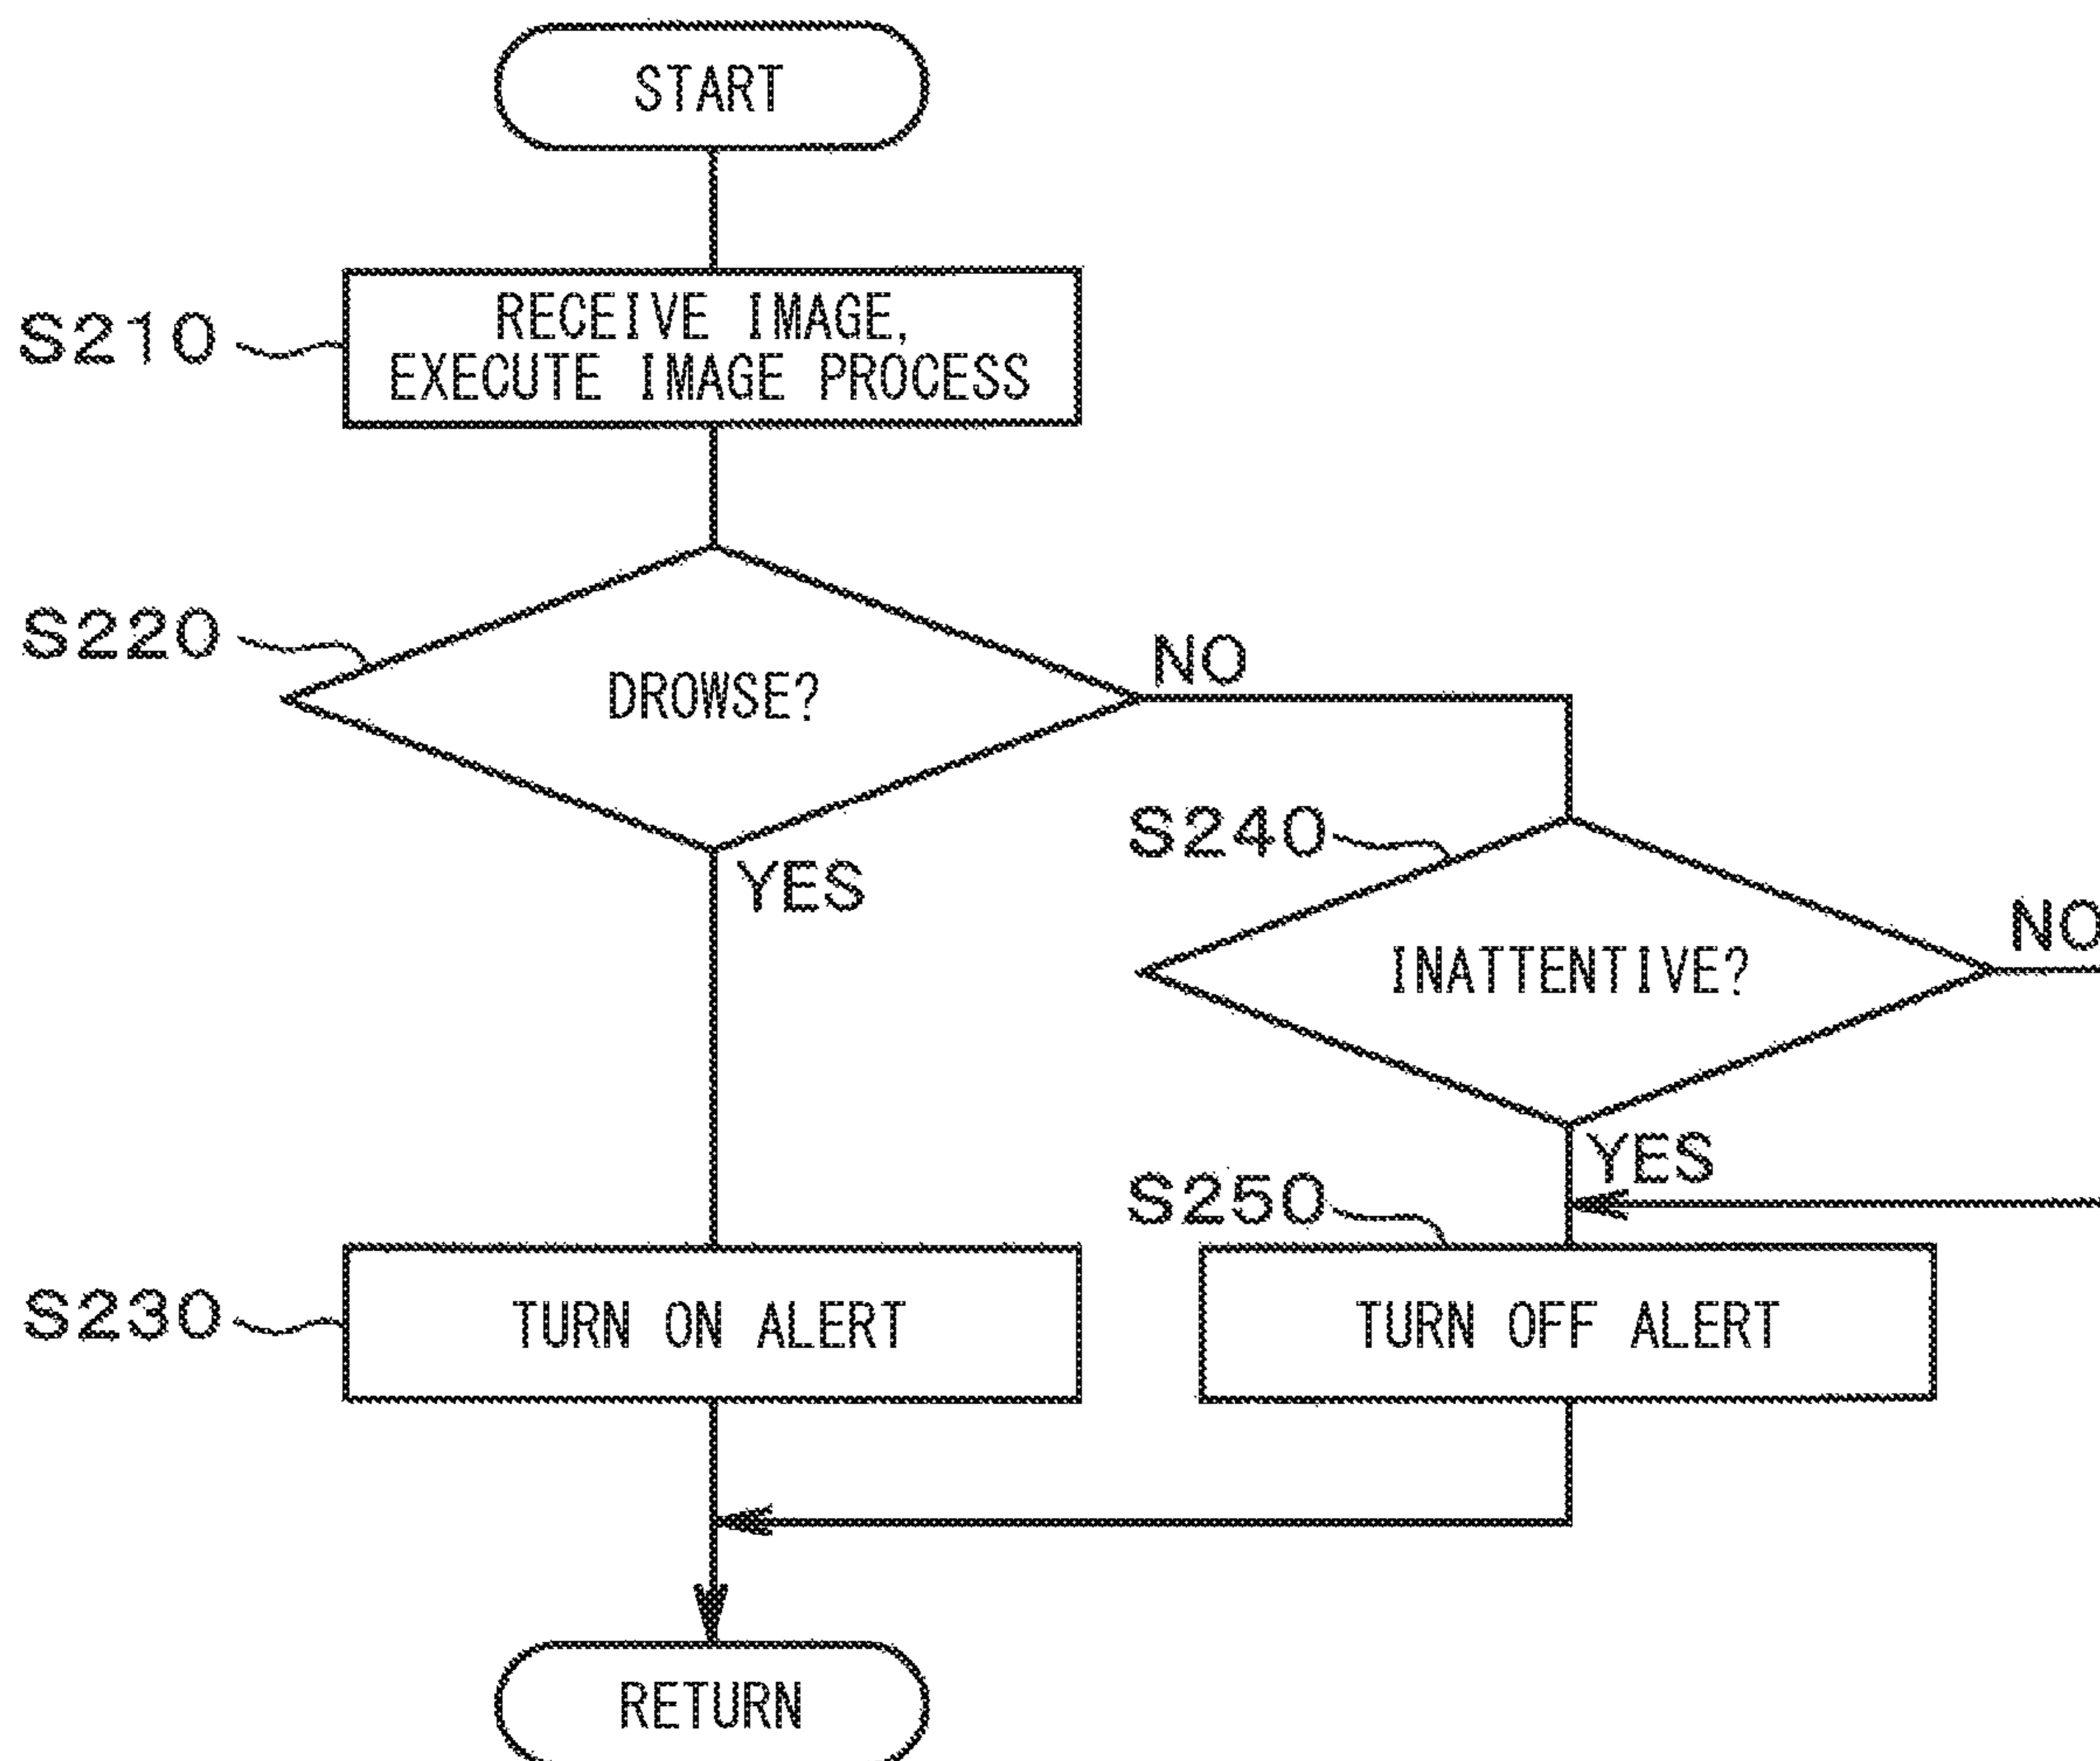 START
S210
RECEIVE IMAGE,
EXECUTE IMAGE PROCESS
S220
DROWSE?
NO
YES
S240
INATTENTIVE?
NO
YES
S250
S230
TURN ON ALERT
TURN OFF ALERT
RETURN